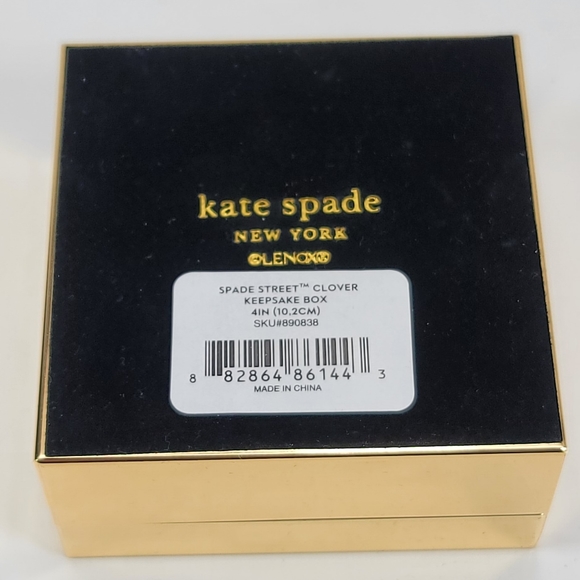 kate spade
NEW YORK
©LENOX®
SPADE STREET™ CLOVER
KEEPSAKE BOX
4IN (10.2CM)
SKU#890838
8 82864 86144 3
MADE IN CHINA